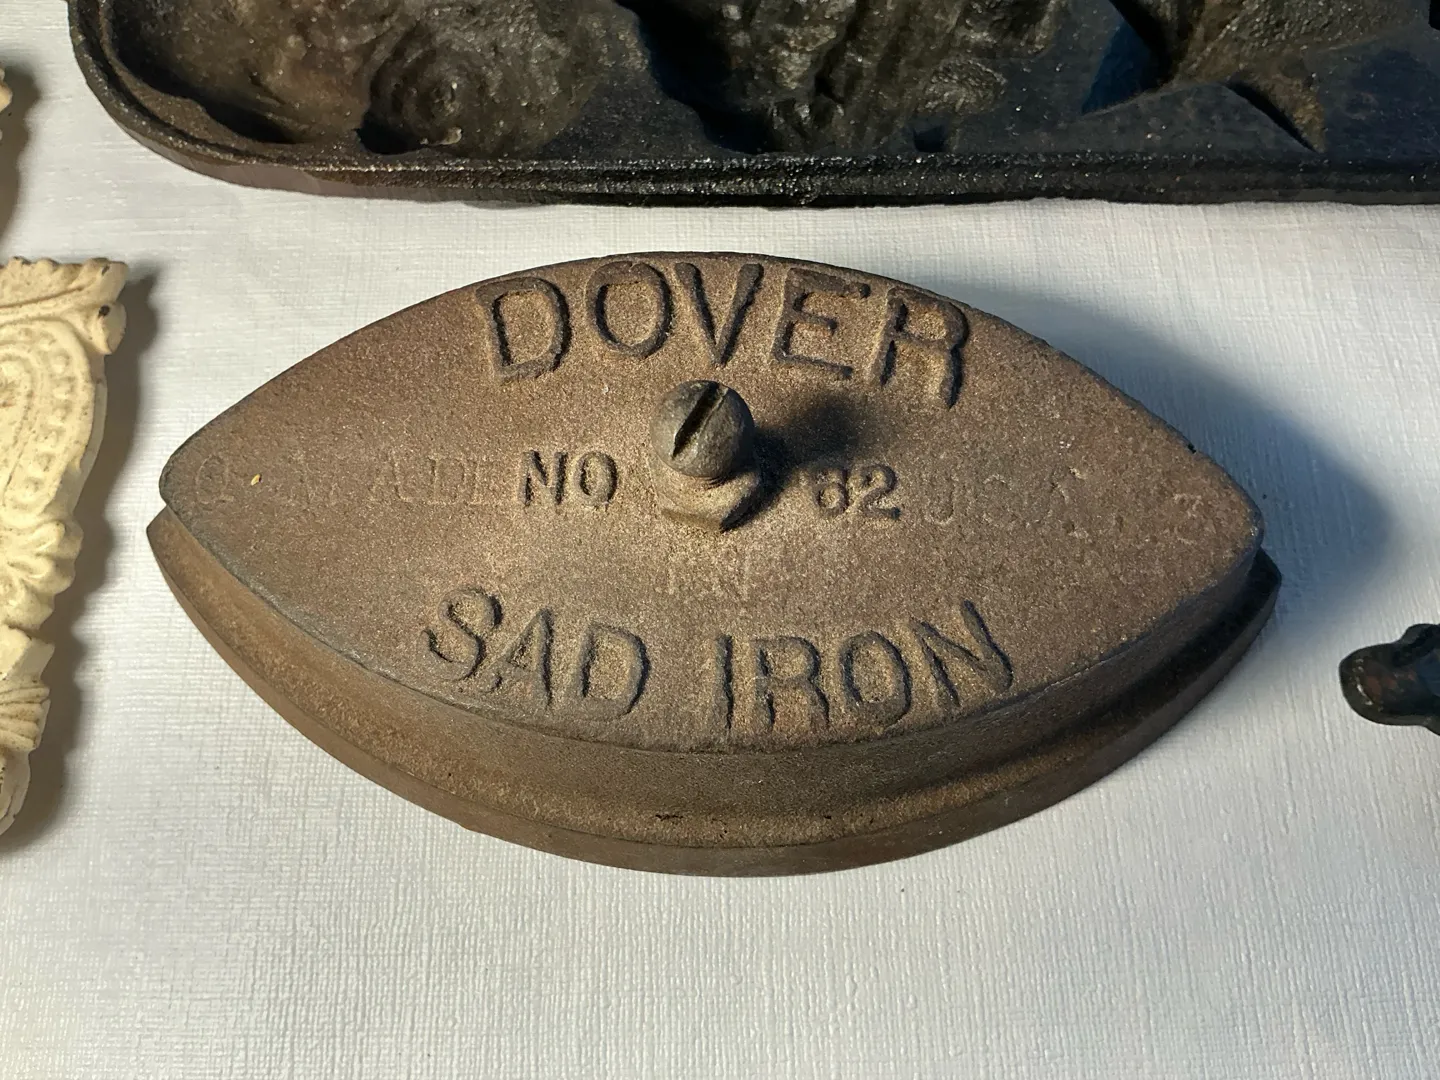 DOVER
NO 62 U.S.A.
SAD IRON